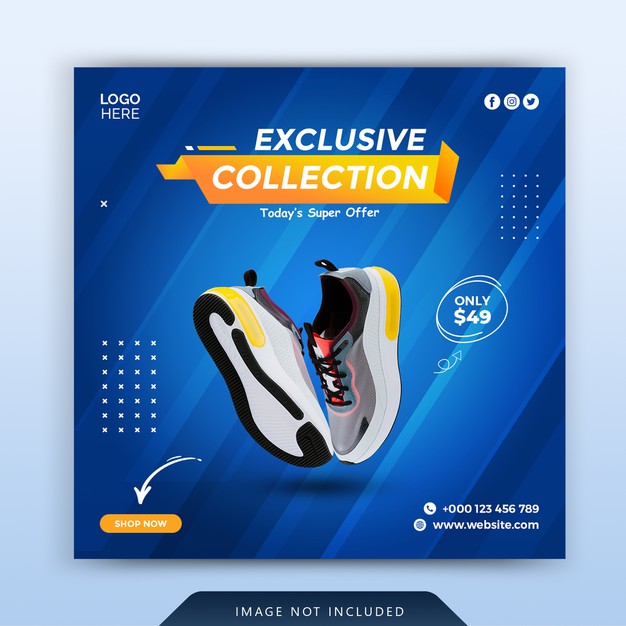 LOGO
HERE
EXCLUSIVE
COLLECTION
Today's Super Offer
ONLY
$49
SHOP NOW
+000 123 456 789
www.website.com
IMAGE NOT INCLUDED